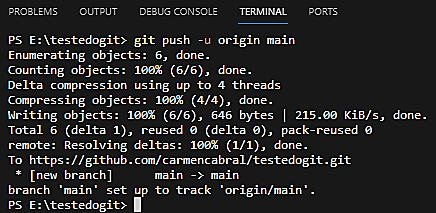 PROBLEMS OUTPUT DEBUG CONSOLE TERMINAL PORTS
PS E:\testedogit> git push -u origin main
Enumerating objects: 6, done.
Counting objects: 100% (6/6), done.
Delta compression using up to 4 threads
Compressing objects: 100% (4/4), done.
Writing objects: 100% (6/6), 646 bytes | 215.00 KiB/s, done.
Total 6 (delta 1), reused 0 (delta 0), pack-reused 0
remote: Resolving deltas: 100% (1/1), done.
To https://github.com/carmencabral/testedogit.git
 * [new branch]      main -> main
branch 'main' set up to track 'origin/main'.
PS E:\testedogit>